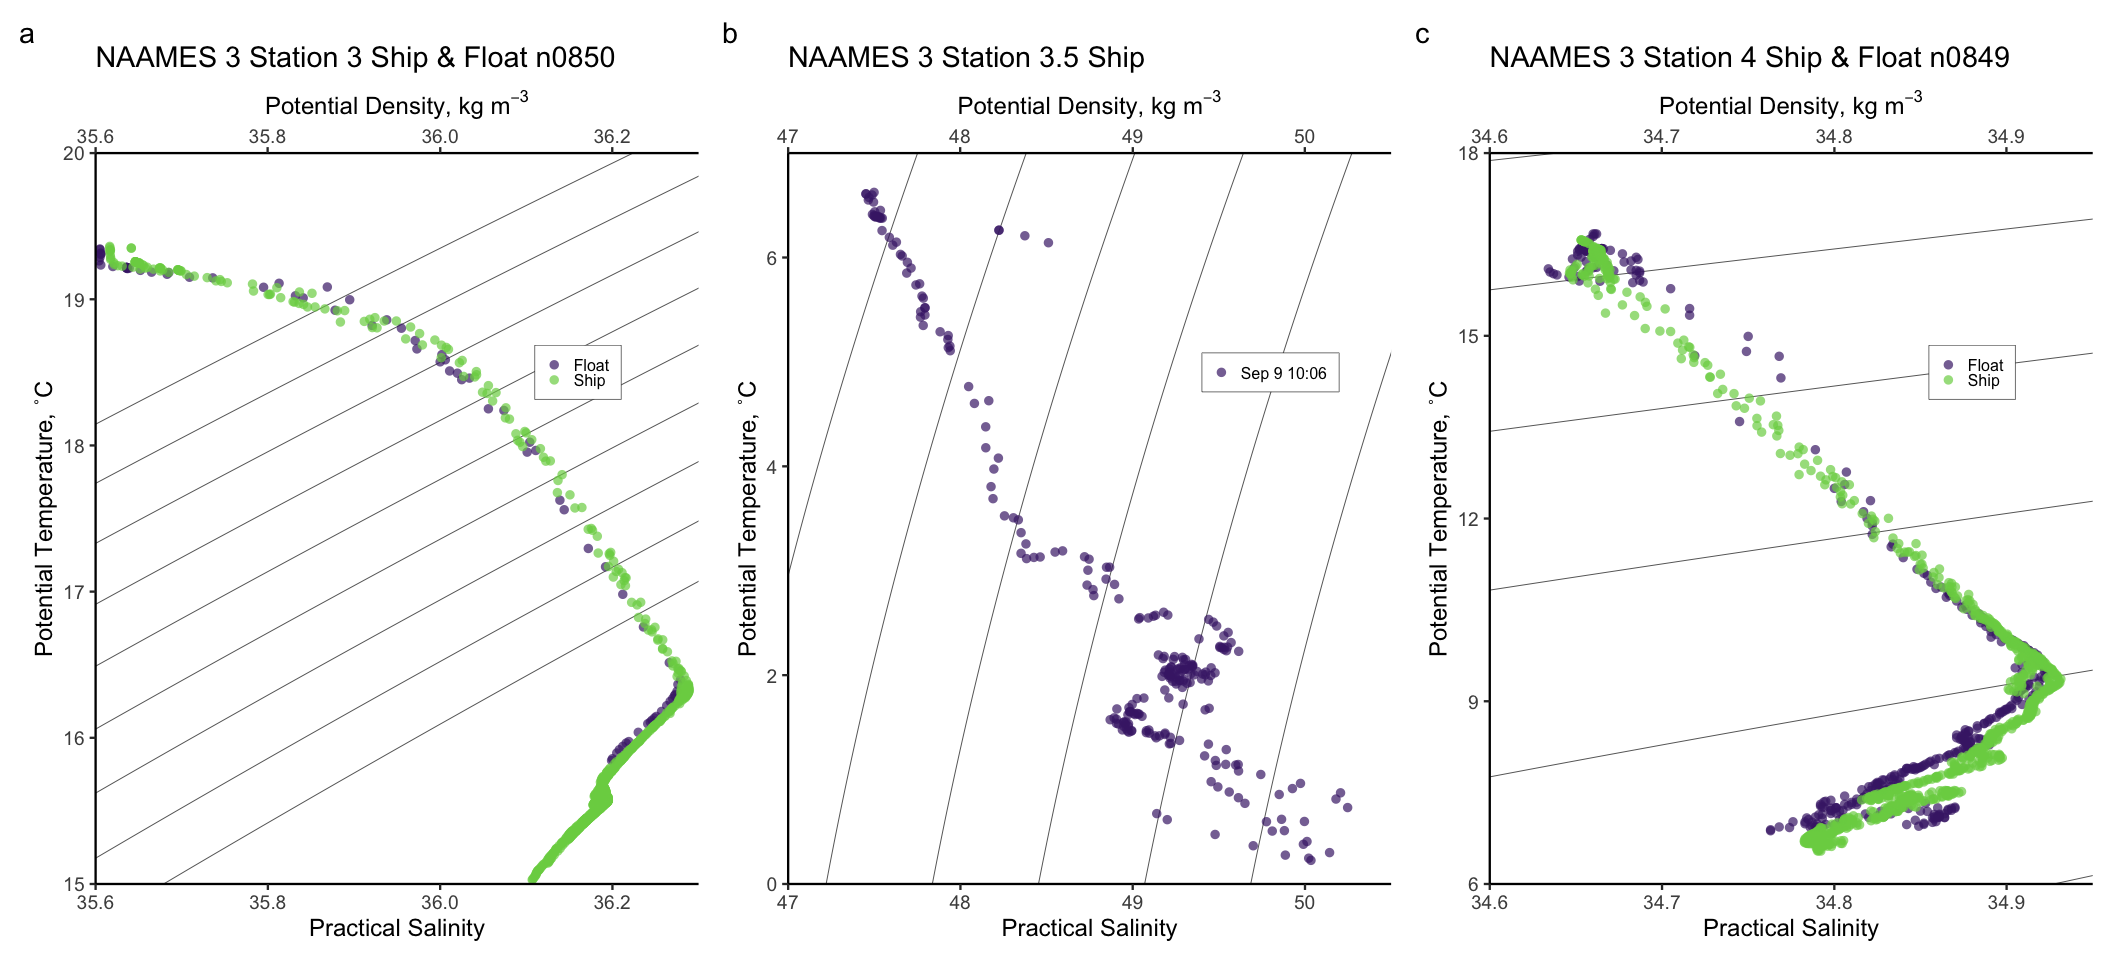 a
NAAMES 3 Station 3 Ship & Float n0850
Potential Density, kg m⁻³
35.6 35.8 36.0 36.2
20
19
18
17
16
15
Potential Temperature, °C
Float
Ship
35.6 35.8 36.0 36.2
Practical Salinity
b
NAAMES 3 Station 3.5 Ship
Potential Density, kg m⁻³
47 48 49 50
6
4
2
0
Potential Temperature, °C
Sep 9 10:06
47 48 49 50
Practical Salinity
c
NAAMES 3 Station 4 Ship & Float n0849
Potential Density, kg m⁻³
34.6 34.7 34.8 34.9
18
15
12
9
6
Potential Temperature, °C
Float
Ship
34.6 34.7 34.8 34.9
Practical Salinity